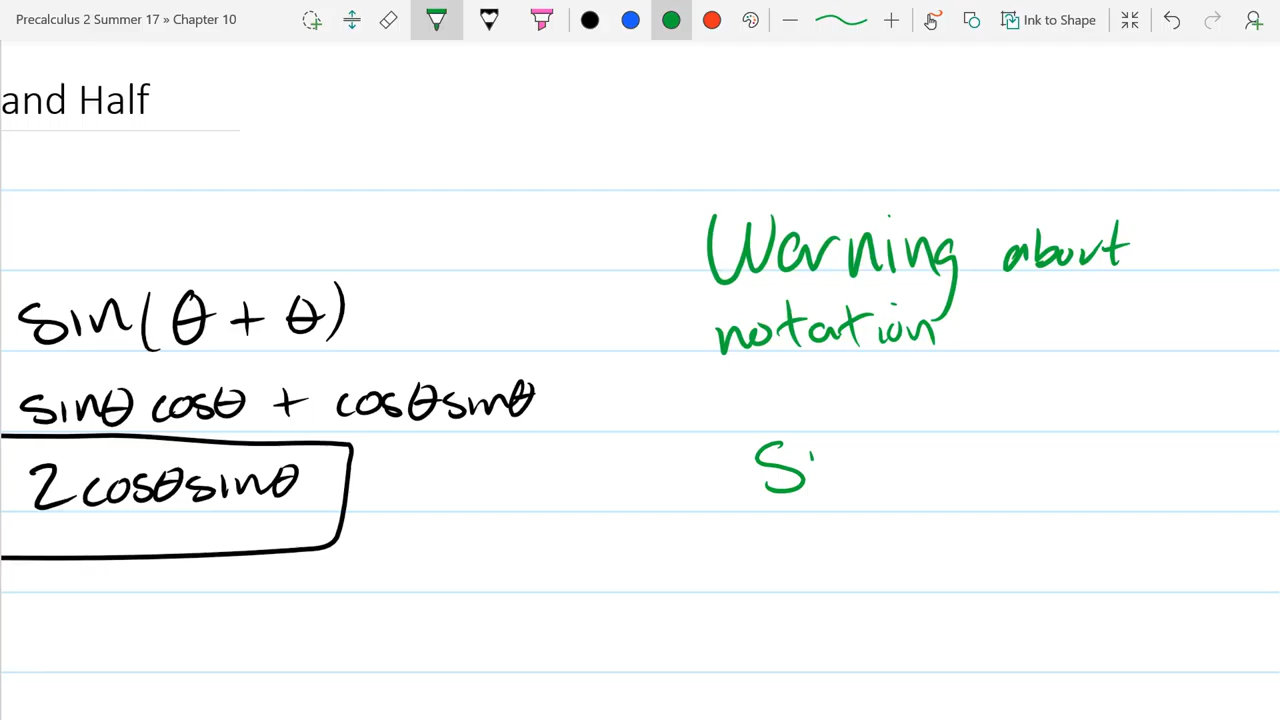 Precalculus 2 Summer 17 » Chapter 10
Ink to Shape
and Half
sin(θ + θ)
sinθ cosθ + cosθsinθ
2cosθsinθ
Warning about
notation